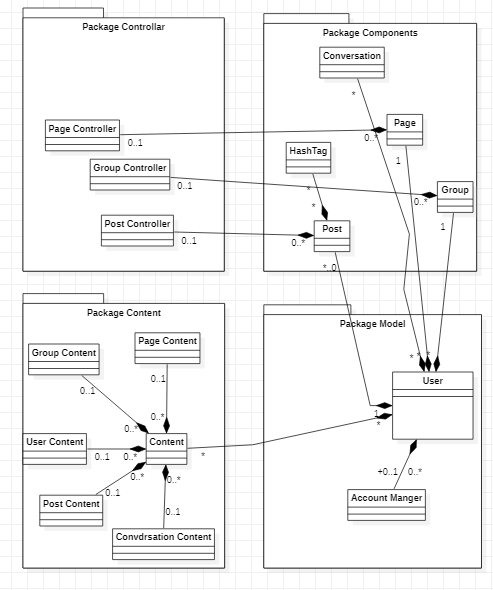 Package Controllar
Page Controller
0..1
Group Controller
0..1
Post Controller
0..1
Package Components
Conversation
*
Page
0..*
1
HashTag
*
*
Group
0..*
1
Post
0..*
*..0
Package Content
Group Content
0..1
Page Content
0..1
0..*
0..*
User Content
0..1
0..*
Content
*
0..*
0..*
Post Content
0..1
0..1
Convdrsation Content
Package Model
*
*
*
User
1
*
+0..1
0..*
Account Manger